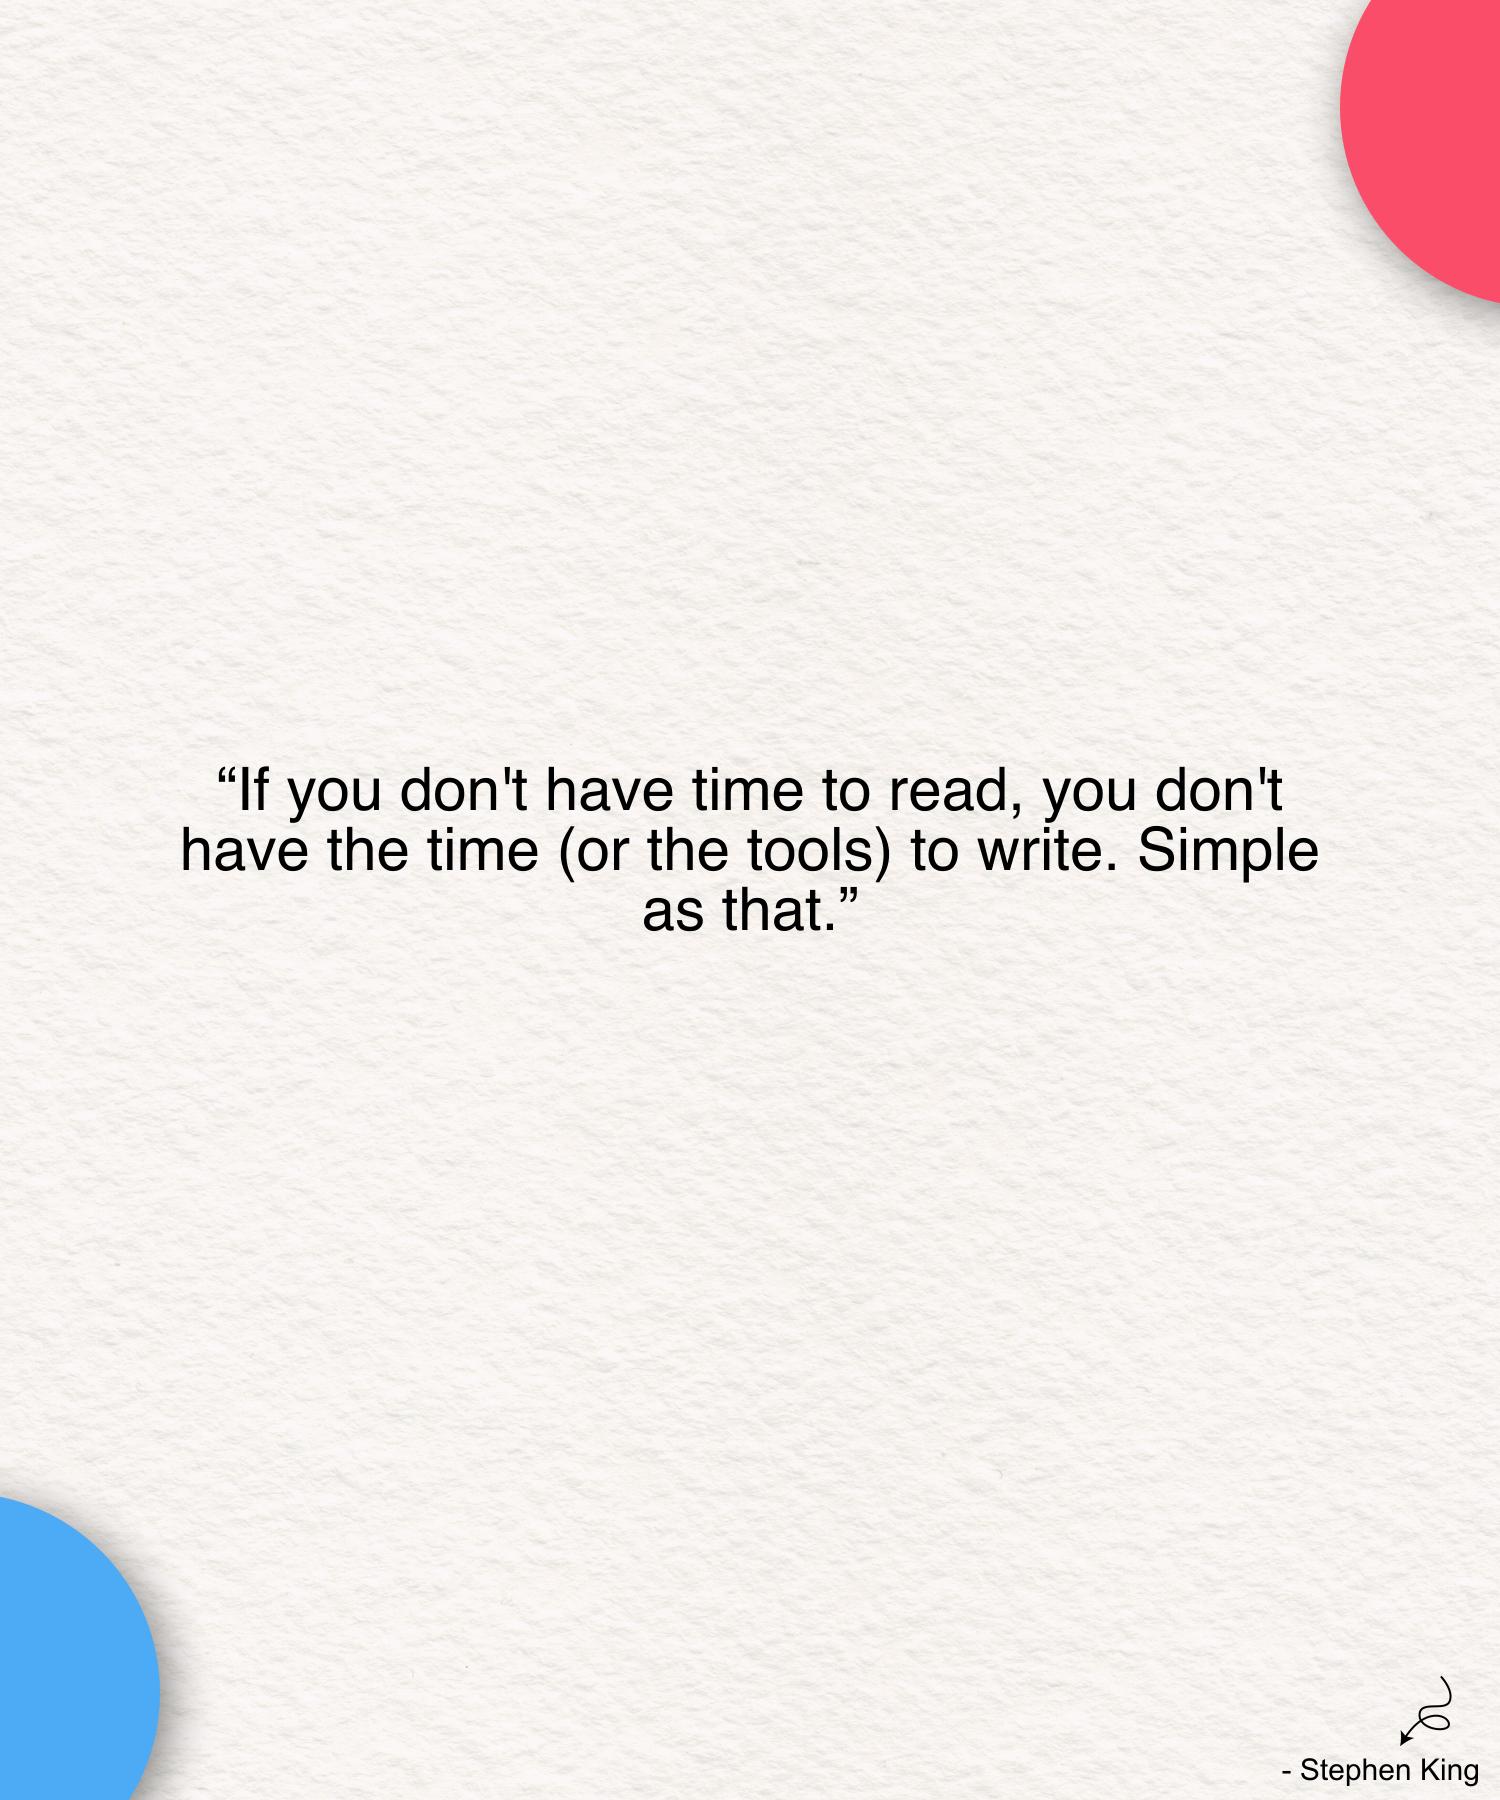 “If you don't have time to read, you don't
have the time (or the tools) to write. Simple
as that.”
- Stephen King